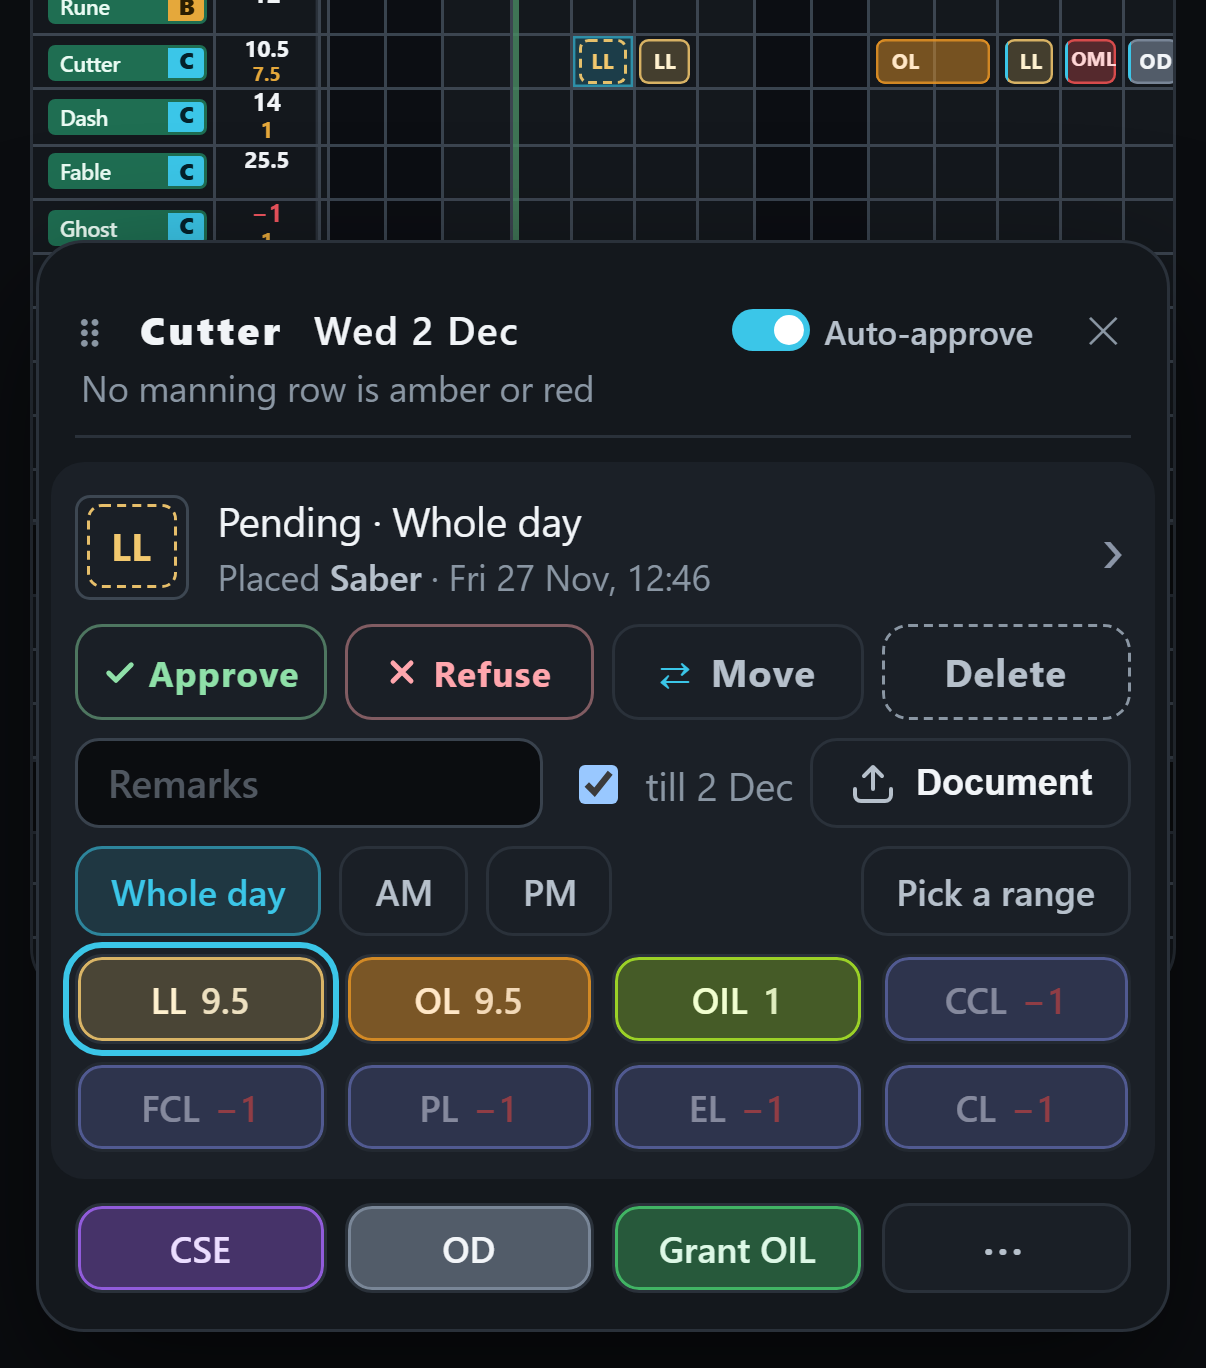 Rune B 12
Cutter C 10.5 LL LL OL LL OML OD
7.5
Dash C 14
1
Fable C 25.5
Ghost C −1
1
Cutter Wed 2 Dec Auto-approve
No manning row is amber or red
LL Pending · Whole day
Placed Saber · Fri 27 Nov, 12:46
Approve Refuse Move Delete
Remarks till 2 Dec Document
Whole day AM PM Pick a range
LL 9.5 OL 9.5 OIL 1 CCL −1
FCL −1 PL −1 EL −1 CL −1
CSE OD Grant OIL ...